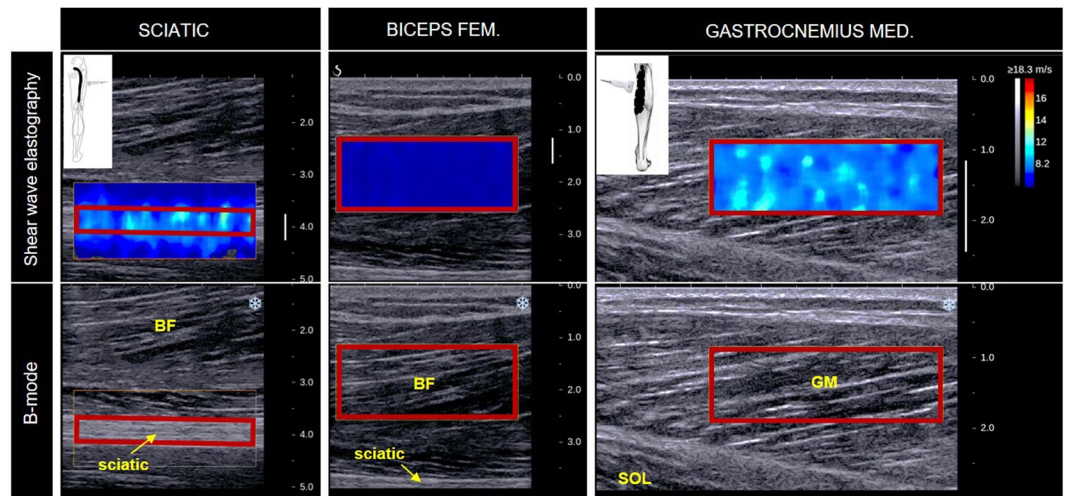 SCIATIC
BICEPS FEM.
GASTROCNEMIUS MED.
Shear wave elastography
2.0
3.0
4.0
5.0
0.0
1.0
2.0
3.0
0.0
1.0
2.0
≥18.3 m/s
16
14
12
8.2
B-mode
BF
sciatic
2.0
3.0
4.0
5.0
BF
sciatic
0.0
1.0
2.0
3.0
GM
SOL
0.0
1.0
2.0